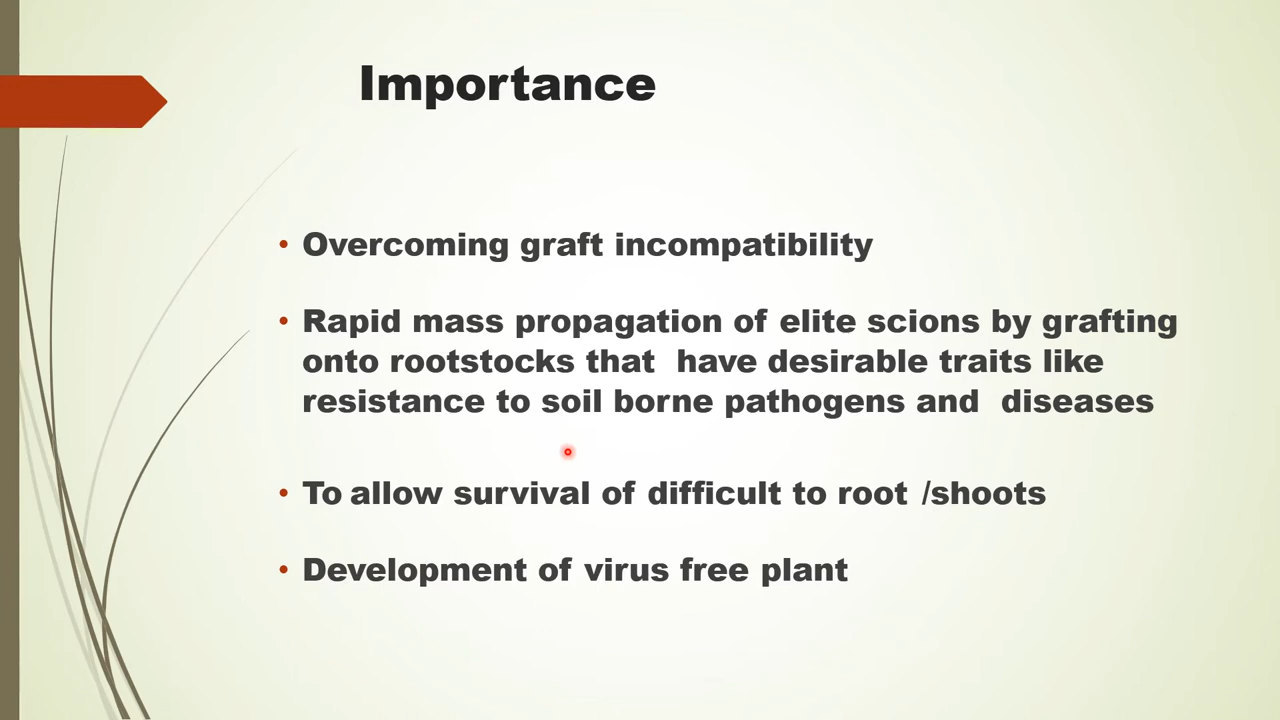 Importance
• Overcoming graft incompatibility
• Rapid mass propagation of elite scions by grafting
onto rootstocks that  have desirable traits like
resistance to soil borne pathogens and  diseases
• To allow survival of difficult to root /shoots
• Development of virus free plant